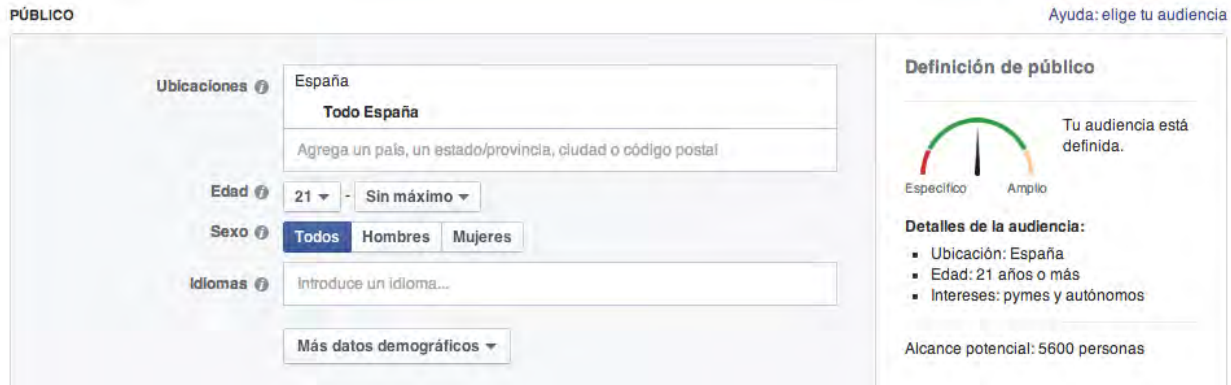 PÚBLICO
Ayuda: elige tu audiencia
Ubicaciones
España
Todo España
Agrega un país, un estado/provincia, ciudad o código postal
Edad
21 - Sin máximo
Sexo
Todos Hombres Mujeres
Idiomas
Introduce un idioma...
Más datos demográficos
Definición de público
Tu audiencia está
definida.
Específico Amplio
Detalles de la audiencia:
▪ Ubicación: España
▪ Edad: 21 años o más
▪ Intereses: pymes y autónomos
Alcance potencial: 5600 personas